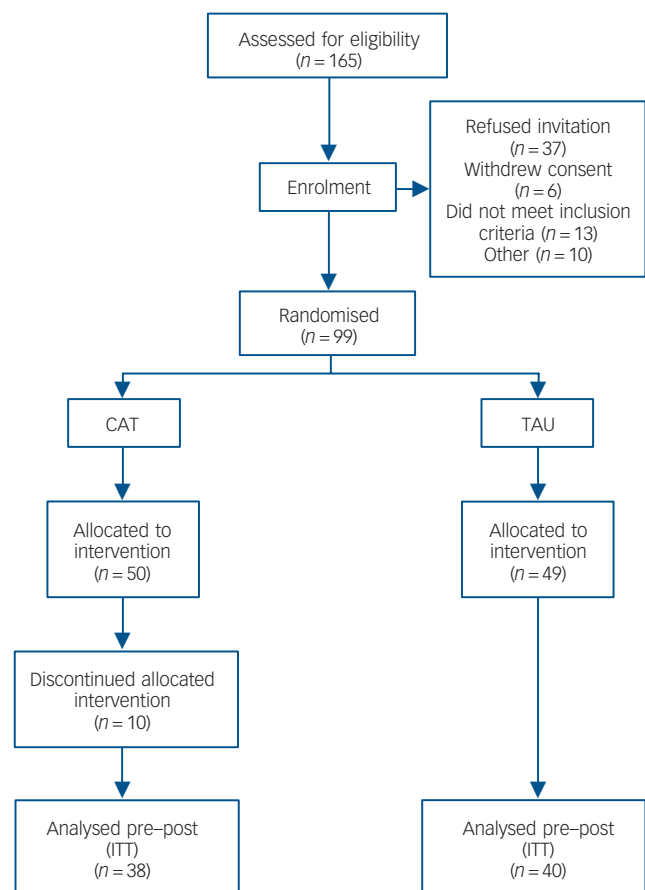 Assessed for eligibility
(n = 165)
Refused invitation
(n = 37)
Withdrew consent
(n = 6)
Did not meet inclusion
criteria (n = 13)
Other (n = 10)
Enrolment
Randomised
(n = 99)
CAT
TAU
Allocated to
intervention
(n = 50)
Allocated to
intervention
(n = 49)
Discontinued allocated
intervention
(n = 10)
Analysed pre–post
(ITT)
(n = 38)
Analysed pre–post
(ITT)
(n = 40)